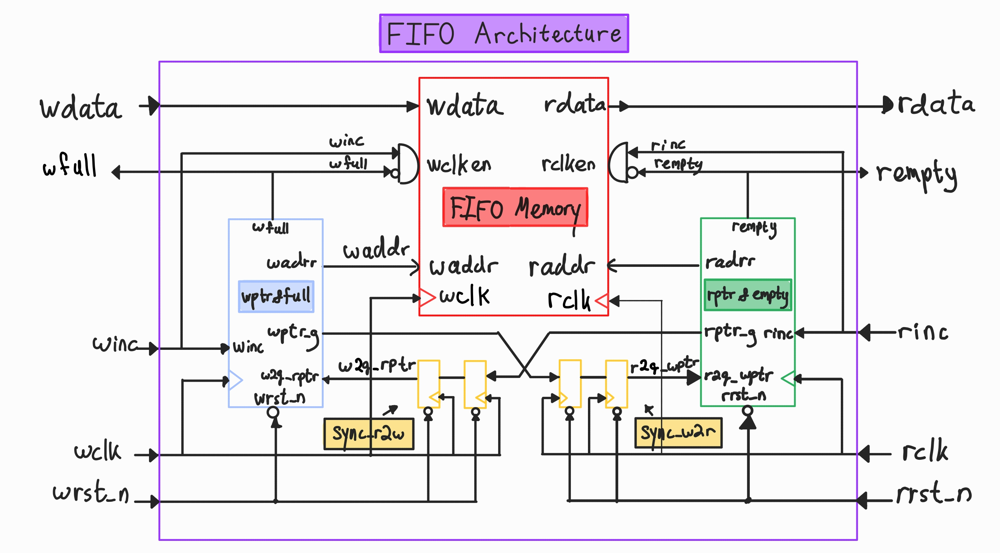 FIFO Architecture
wdata
wdata
rdata
rdata
winc
rinc
wfull
wfull
wclken
rclken
rempty
rempty
FIFO Memory
wfull
rempty
wadrr
waddr
waddr
raddr
radrr
wptr&full
wclk
rclk
rptr & empty
winc
winc
wptr_g
rptr_g
rinc
rinc
w2q_rptr
w2q_rptr
r2q_wptr
r2q_wptr
wrst_n
rrst_n
sync_r2w
sync_w2r
wclk
rclk
wrst_n
rrst_n